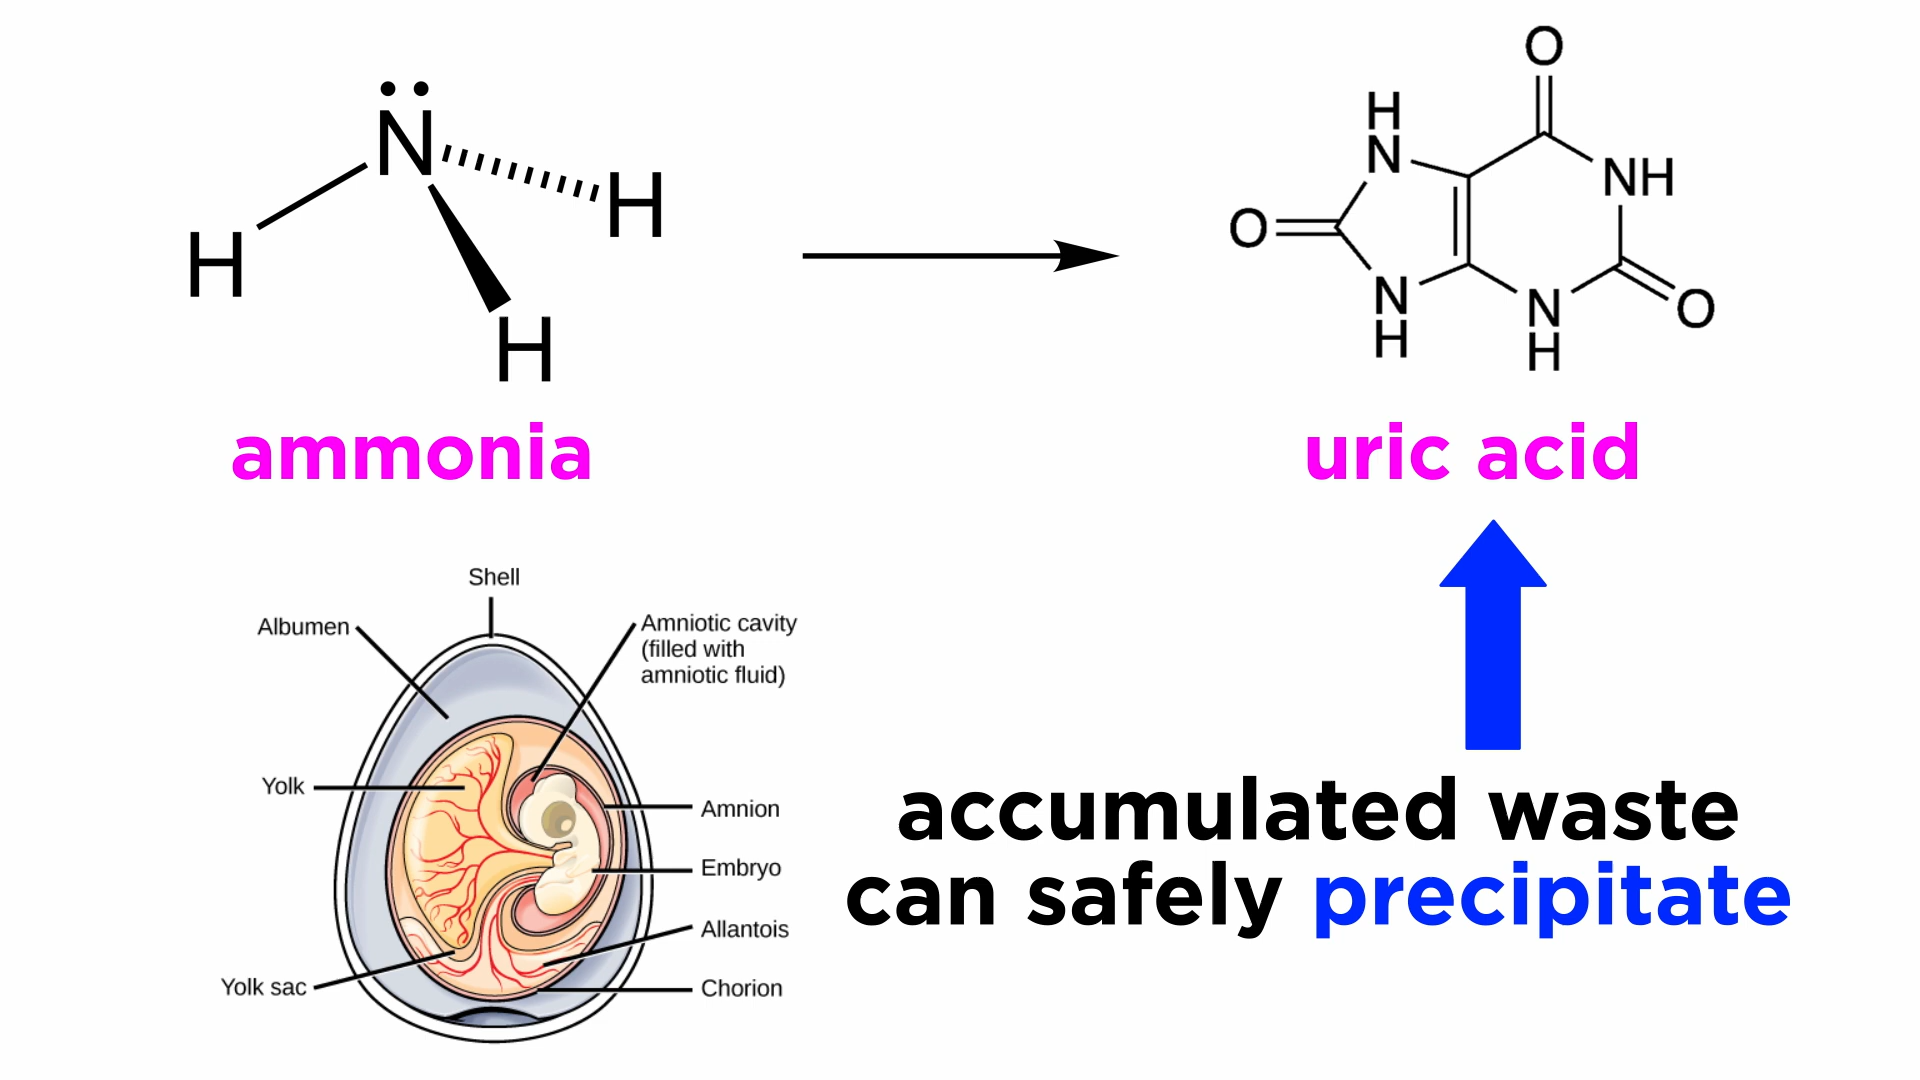 N
H
H
H
ammonia
O
H
N
NH
O
N
H
N
H
O
uric acid
Shell
Albumen
Amniotic cavity
(filled with
amniotic fluid)
Yolk
Amnion
Embryo
Allantois
Yolk sac
Chorion
accumulated waste
can safely precipitate